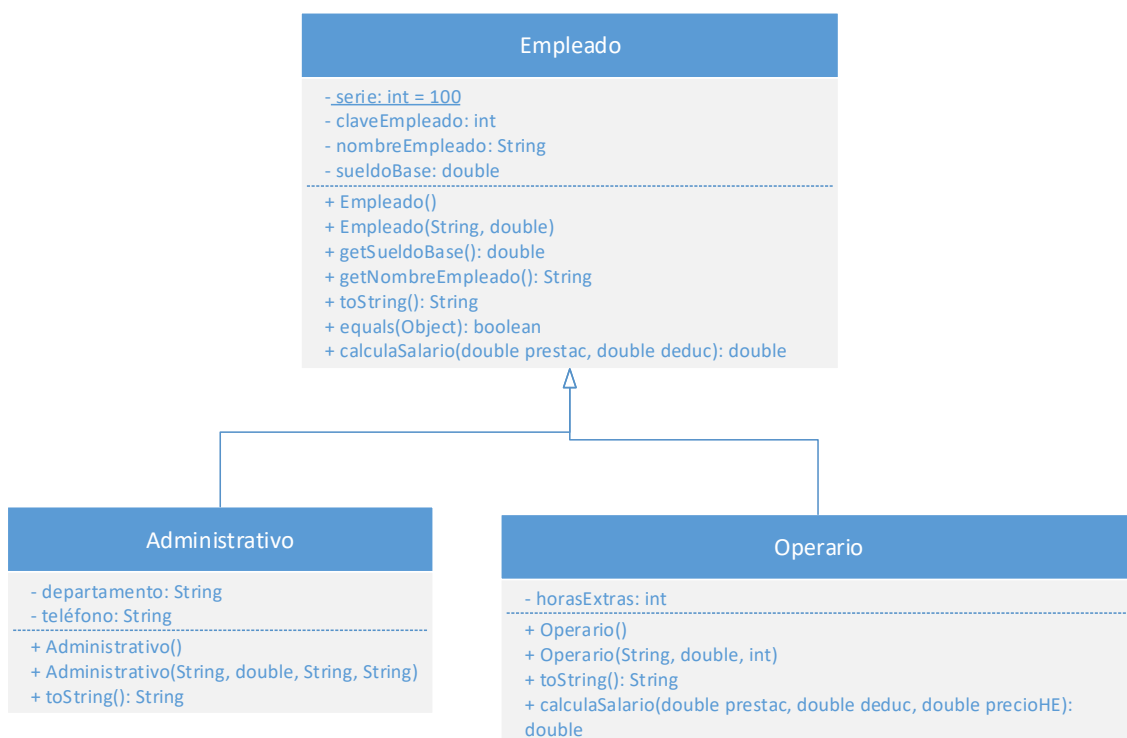 Empleado
- serie: int = 100
- claveEmpleado: int
- nombreEmpleado: String
- sueldoBase: double
+ Empleado()
+ Empleado(String, double)
+ getSueldoBase(): double
+ getNombreEmpleado(): String
+ toString(): String
+ equals(Object): boolean
+ calculaSalario(double prestac, double deduc): double
Administrativo
- departamento: String
- teléfono: String
+ Administrativo()
+ Administrativo(String, double, String, String)
+ toString(): String
Operario
- horasExtras: int
+ Operario()
+ Operario(String, double, int)
+ toString(): String
+ calculaSalario(double prestac, double deduc, double precioHE):
double